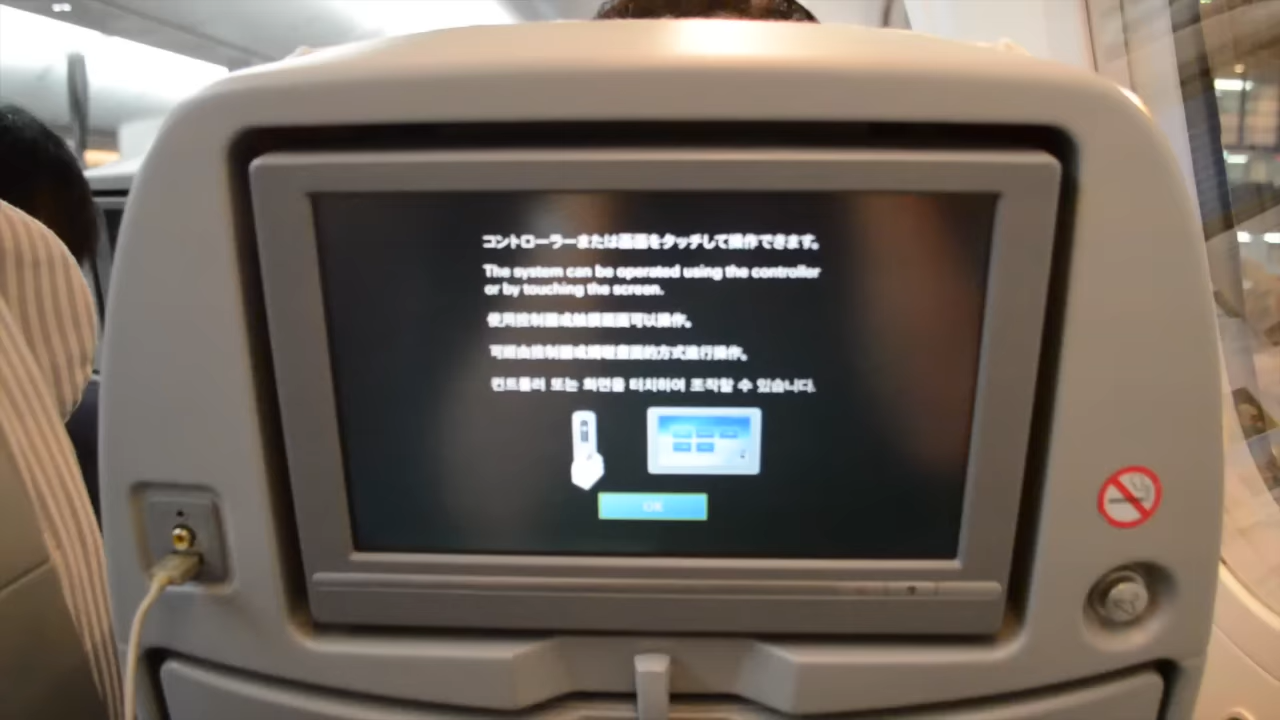 コントローラーまたは画面をタッチして操作できます。
The system can be operated using the controller
or by touching the screen.
使用控制器或触摸画面可以操作。
可經由控制器或觸碰畫面的方式進行操作。
컨트롤러 또는 화면을 터치하여 조작할 수 있습니다.
OK